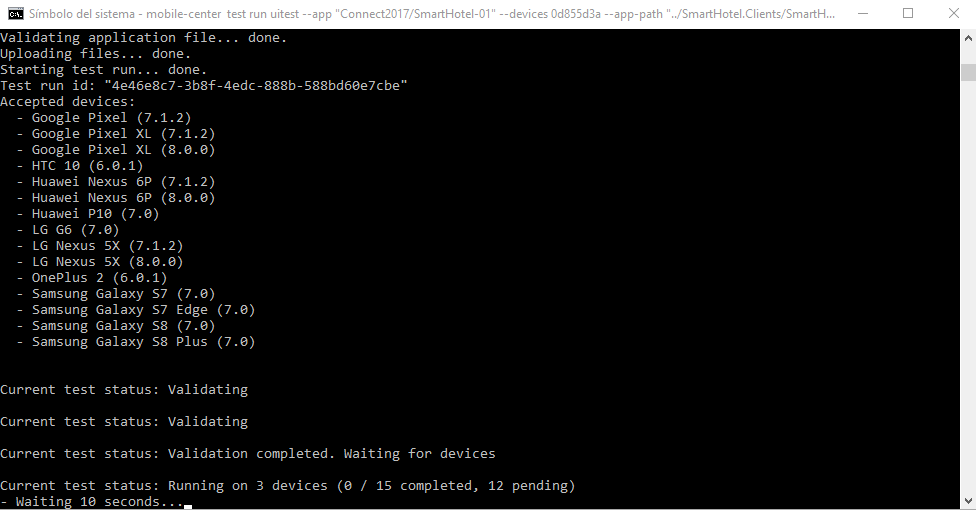 Símbolo del sistema - mobile-center test run uitest --app "Connect2017/SmartHotel-01" --devices 0d855d3a --app-path "../SmartHotel.Clients/SmartH...
Validating application file... done.
Uploading files... done.
Starting test run... done.
Test run id: "4e46e8c7-3b8f-4edc-888b-588bd60e7cbe"
Accepted devices:
  - Google Pixel (7.1.2)
  - Google Pixel XL (7.1.2)
  - Google Pixel XL (8.0.0)
  - HTC 10 (6.0.1)
  - Huawei Nexus 6P (7.1.2)
  - Huawei Nexus 6P (8.0.0)
  - Huawei P10 (7.0)
  - LG G6 (7.0)
  - LG Nexus 5X (7.1.2)
  - LG Nexus 5X (8.0.0)
  - OnePlus 2 (6.0.1)
  - Samsung Galaxy S7 (7.0)
  - Samsung Galaxy S7 Edge (7.0)
  - Samsung Galaxy S8 (7.0)
  - Samsung Galaxy S8 Plus (7.0)
Current test status: Validating
Current test status: Validating
Current test status: Validation completed. Waiting for devices
Current test status: Running on 3 devices (0 / 15 completed, 12 pending)
- Waiting 10 seconds...